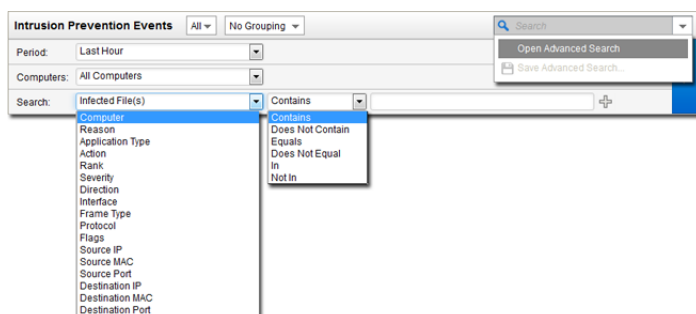 Intrusion Prevention Events All No Grouping Search
Open Advanced Search
Save Advanced Search...
Period: Last Hour
Computers: All Computers
Search: Infected File(s) Contains
Computer
Reason
Application Type
Action
Rank
Severity
Direction
Interface
Frame Type
Protocol
Flags
Source IP
Source MAC
Source Port
Destination IP
Destination MAC
Destination Port
Contains
Does Not Contain
Equals
Does Not Equal
In
Not In